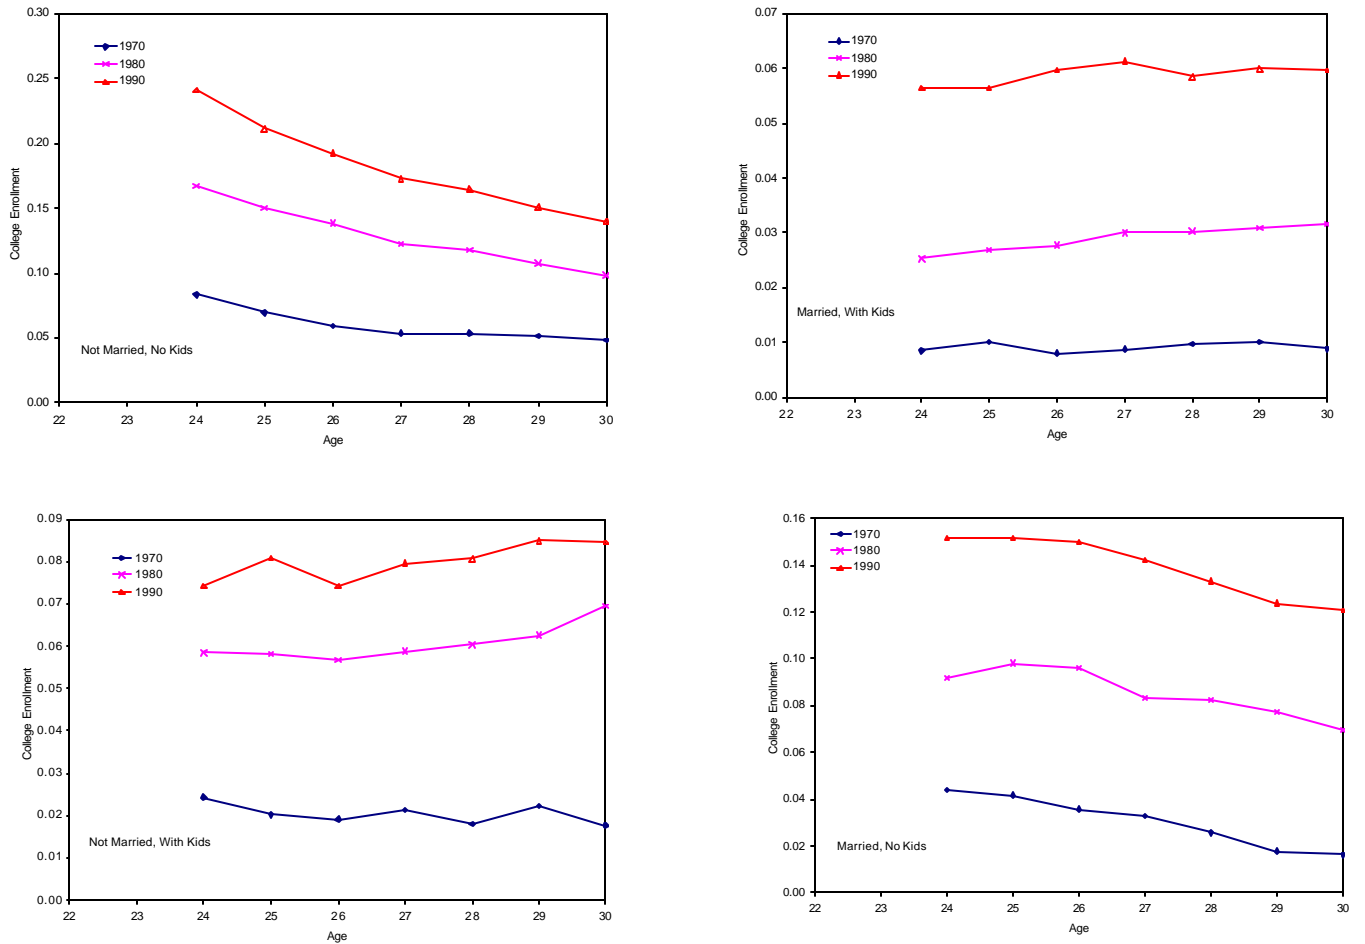 0.30
0.25
0.20
0.15
0.10
0.05
0.00
College Enrollment
1970
1980
1990
Not Married, No Kids
22 23 24 25 26 27 28 29 30
Age
0.07
0.06
0.05
0.04
0.03
0.02
0.01
0.00
College Enrollment
1970
1980
1990
Married, With Kids
22 23 24 25 26 27 28 29 30
Age
0.09
0.08
0.07
0.06
0.05
0.04
0.03
0.02
0.01
0.00
College Enrollment
1970
1980
1990
Not Married, With Kids
22 23 24 25 26 27 28 29 30
Age
0.16
0.14
0.12
0.10
0.08
0.06
0.04
0.02
0.00
College Enrollment
1970
1980
1990
Married, No Kids
22 23 24 25 26 27 28 29 30
Age